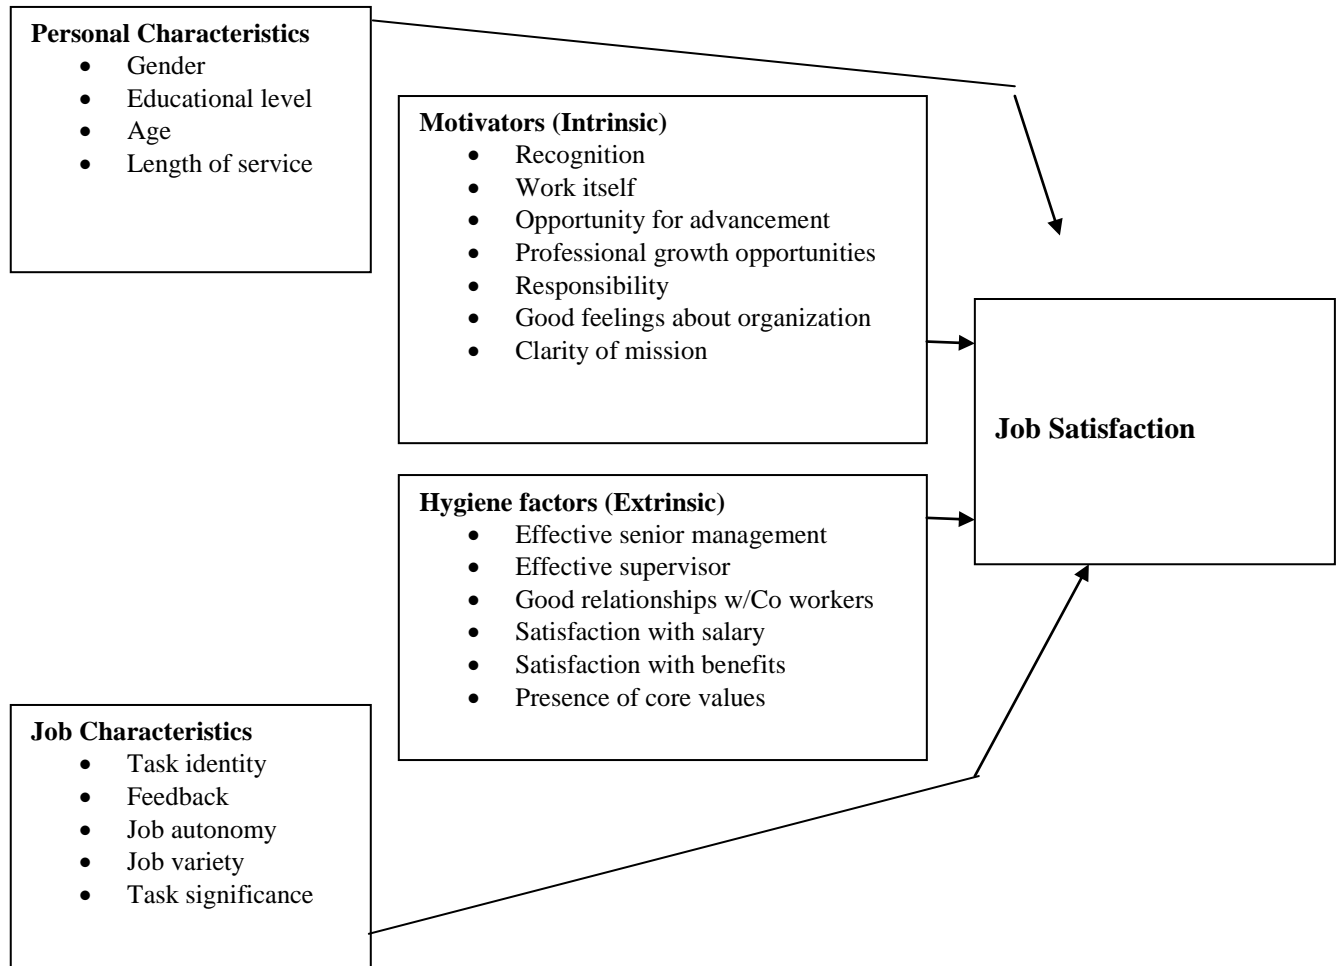 Personal Characteristics
• Gender
• Educational level
• Age
• Length of service
Motivators (Intrinsic)
• Recognition
• Work itself
• Opportunity for advancement
• Professional growth opportunities
• Responsibility
• Good feelings about organization
• Clarity of mission
Job Satisfaction
Hygiene factors (Extrinsic)
• Effective senior management
• Effective supervisor
• Good relationships w/Co workers
• Satisfaction with salary
• Satisfaction with benefits
• Presence of core values
Job Characteristics
• Task identity
• Feedback
• Job autonomy
• Job variety
• Task significance